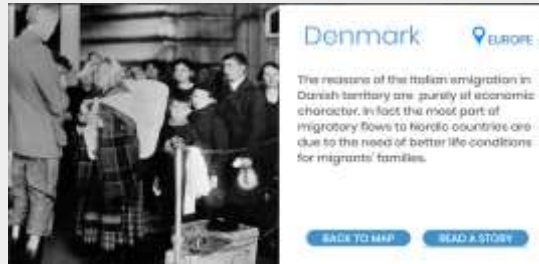 Denmark
EUROPE
The reasons of the Italian emigration in
Danish territory are purely of economic
character. In fact the most part of
migratory flows to Nordic countries are
due to the need of better life conditions
for migrants' families.
BACK TO MAP
READ A STORY